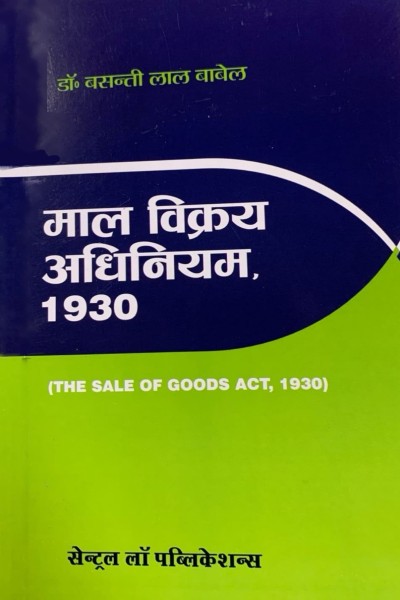 डॉ॰ बसन्ती लाल बाबेल
माल विक्रय
अधिनियम,
1930
(THE SALE OF GOODS ACT, 1930)
सेन्ट्रल लॉ पब्लिकेशन्स